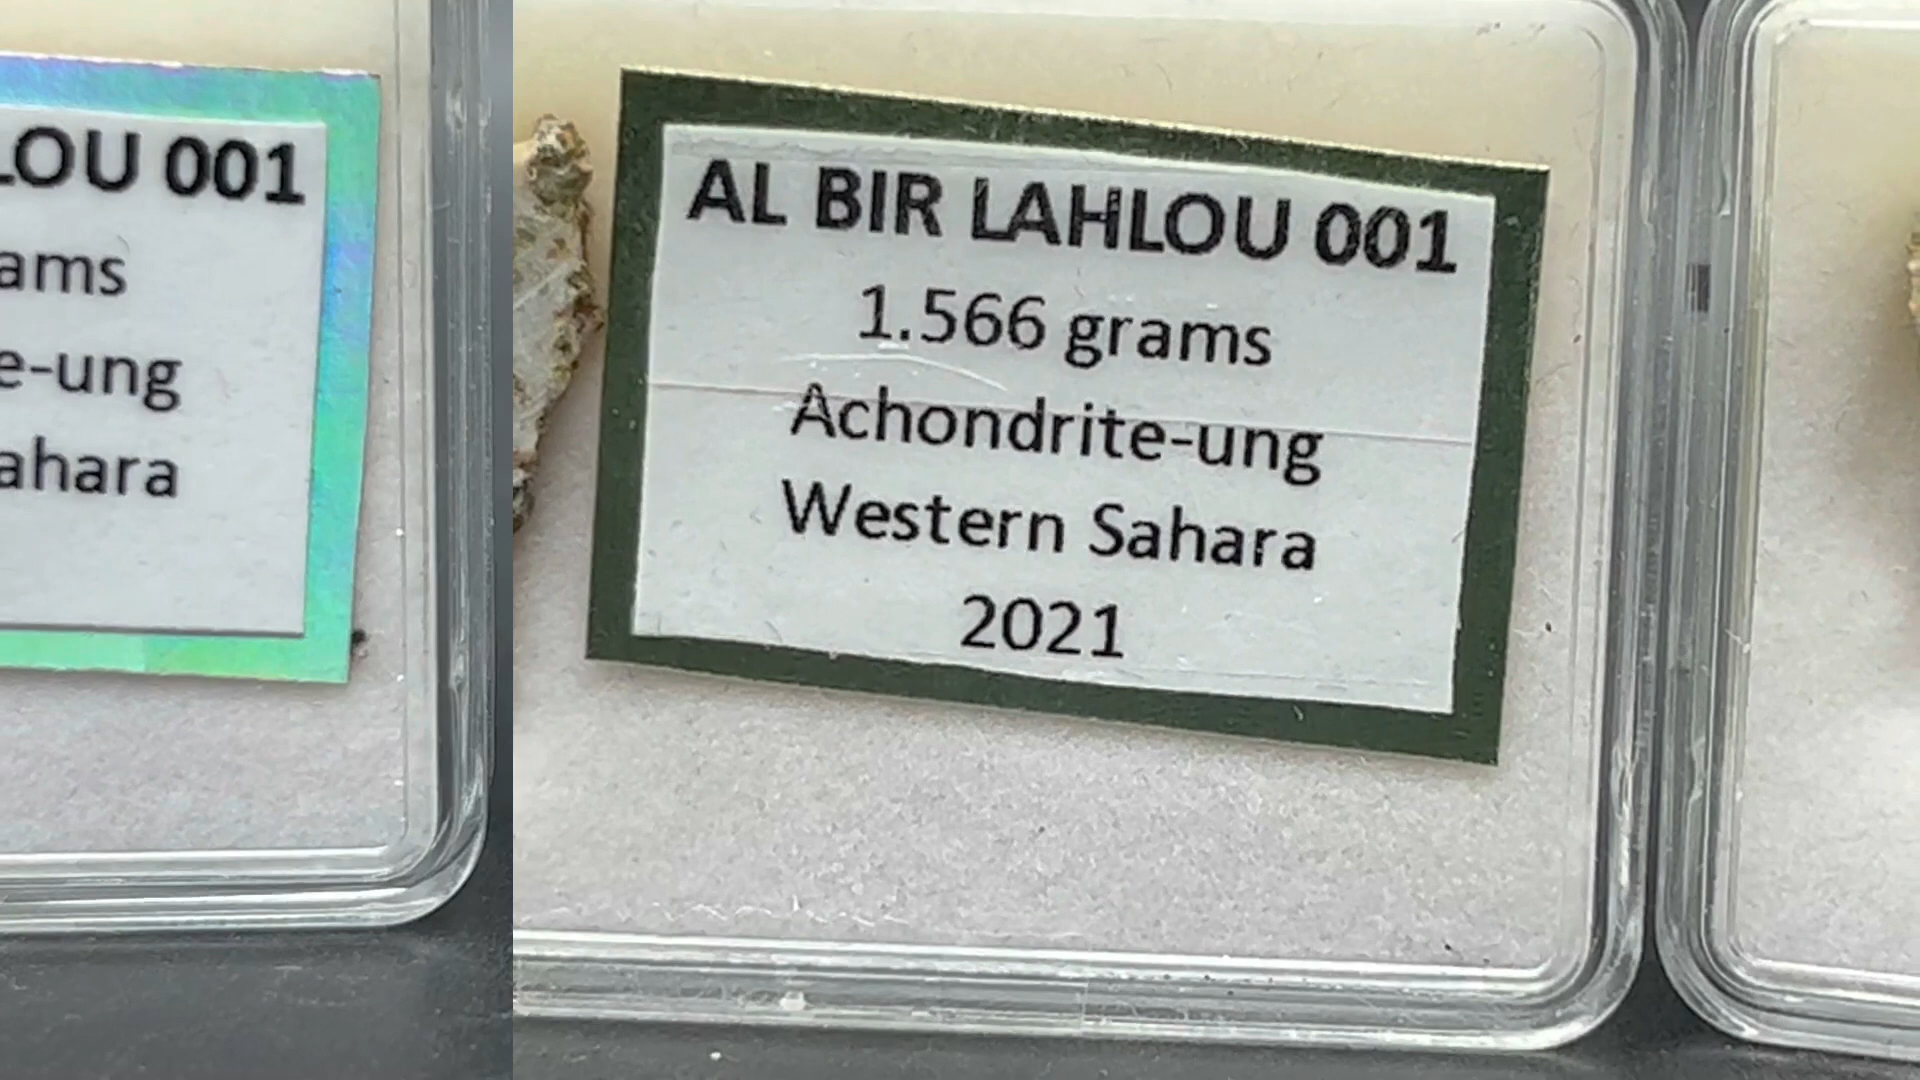 LOU 001
ams
e-ung
ahara
AL BIR LAHLOU 001
1.566 grams
Achondrite-ung
Western Sahara
2021